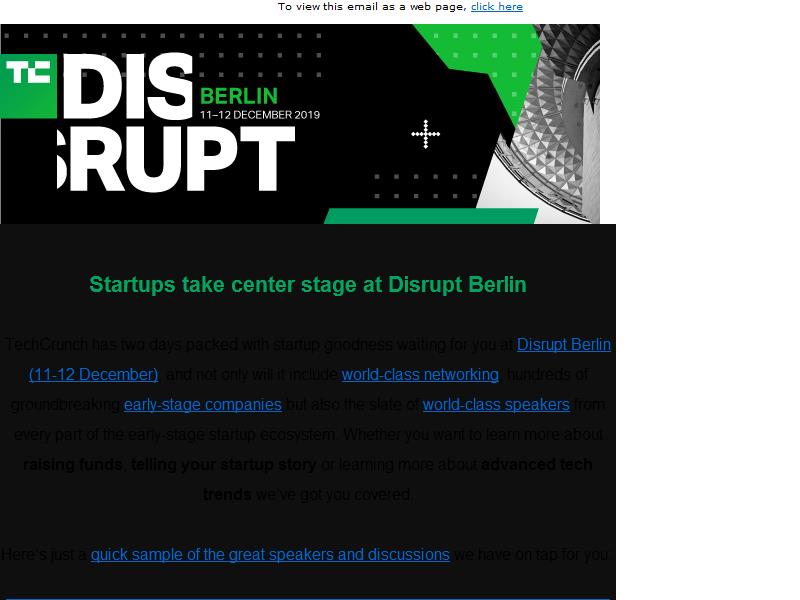 To view this email as a web page, click here
TC
DIS
BERLIN
11–12 DECEMBER 2019
SRUPT
Startups take center stage at Disrupt Berlin
TechCrunch has two days packed with startup goodness waiting for you at Disrupt Berlin
(11-12 December), and not only will it include world-class networking, hundreds of
groundbreaking early-stage companies but also the slate of world-class speakers from
every part of the early-stage startup ecosystem. Whether you want to learn more about
raising funds, telling your startup story or learning more about advanced tech
trends we've got you covered.
Here's just a quick sample of the great speakers and discussions we have on tap for you: